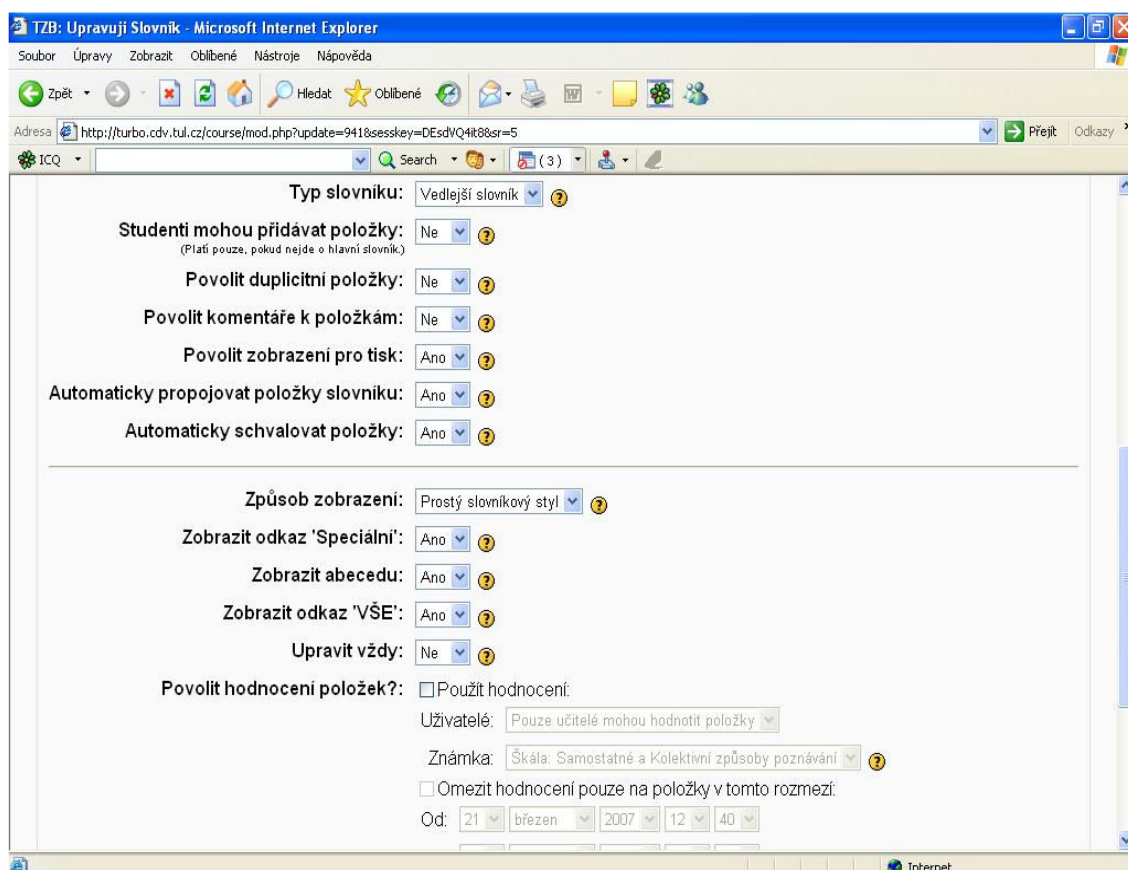 TZB: Upravuji Slovník - Microsoft Internet Explorer
Soubor Úpravy Zobrazit Oblíbené Nástroje Nápověda
Zpět Hledat Oblíbené
Adresa http://turbo.cdv.tul.cz/course/mod.php?update=941&sesskey=DEsdVQ4it8&sr=5 Přejít Odkazy »
ICQ Search (3)
Typ slovníku: Vedlejší slovník
Studenti mohou přidávat položky: Ne
(Platí pouze, pokud nejde o hlavní slovník.)
Povolit duplicitní položky: Ne
Povolit komentáře k položkám: Ne
Povolit zobrazení pro tisk: Ano
Automaticky propojovat položky slovníku: Ano
Automaticky schvalovat položky: Ano
Způsob zobrazení: Prostý slovníkový styl
Zobrazit odkaz 'Speciální': Ano
Zobrazit abecedu: Ano
Zobrazit odkaz 'VŠE': Ano
Upravit vždy: Ne
Povolit hodnocení položek?: Použít hodnocení:
Uživatelé: Pouze učitelé mohou hodnotit položky
Známka: Škála: Samostatné a Kolektivní způsoby poznávání
Omezit hodnocení pouze na položky v tomto rozmezí:
Od: 21 březen 2007 12 40
Internet